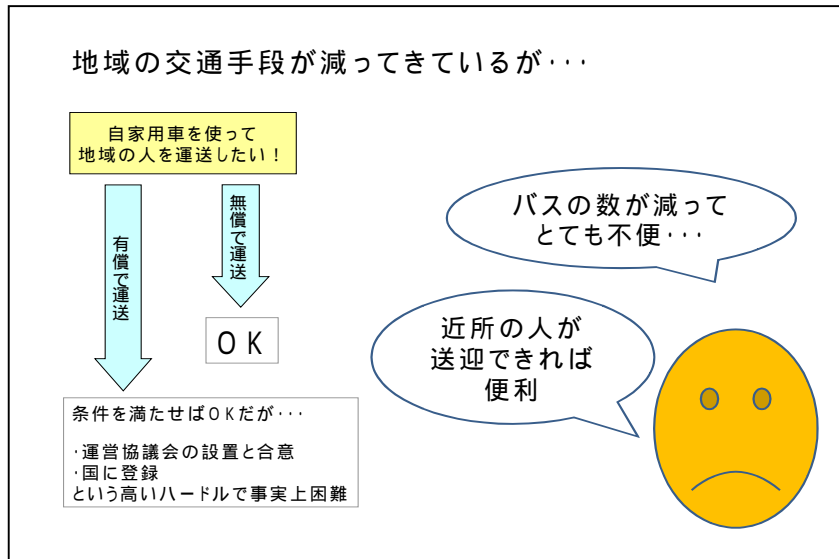 地域の交通手段が減ってきているが･･･
自家用車を使って
地域の人を運送したい！
有償で運送
無償で運送
ＯＫ
条件を満たせばＯＫだが･･･
･運営協議会の設置と合意
･国に登録
という高いハードルで事実上困難
バスの数が減って
とても不便･･･
近所の人が
送迎できれば
便利